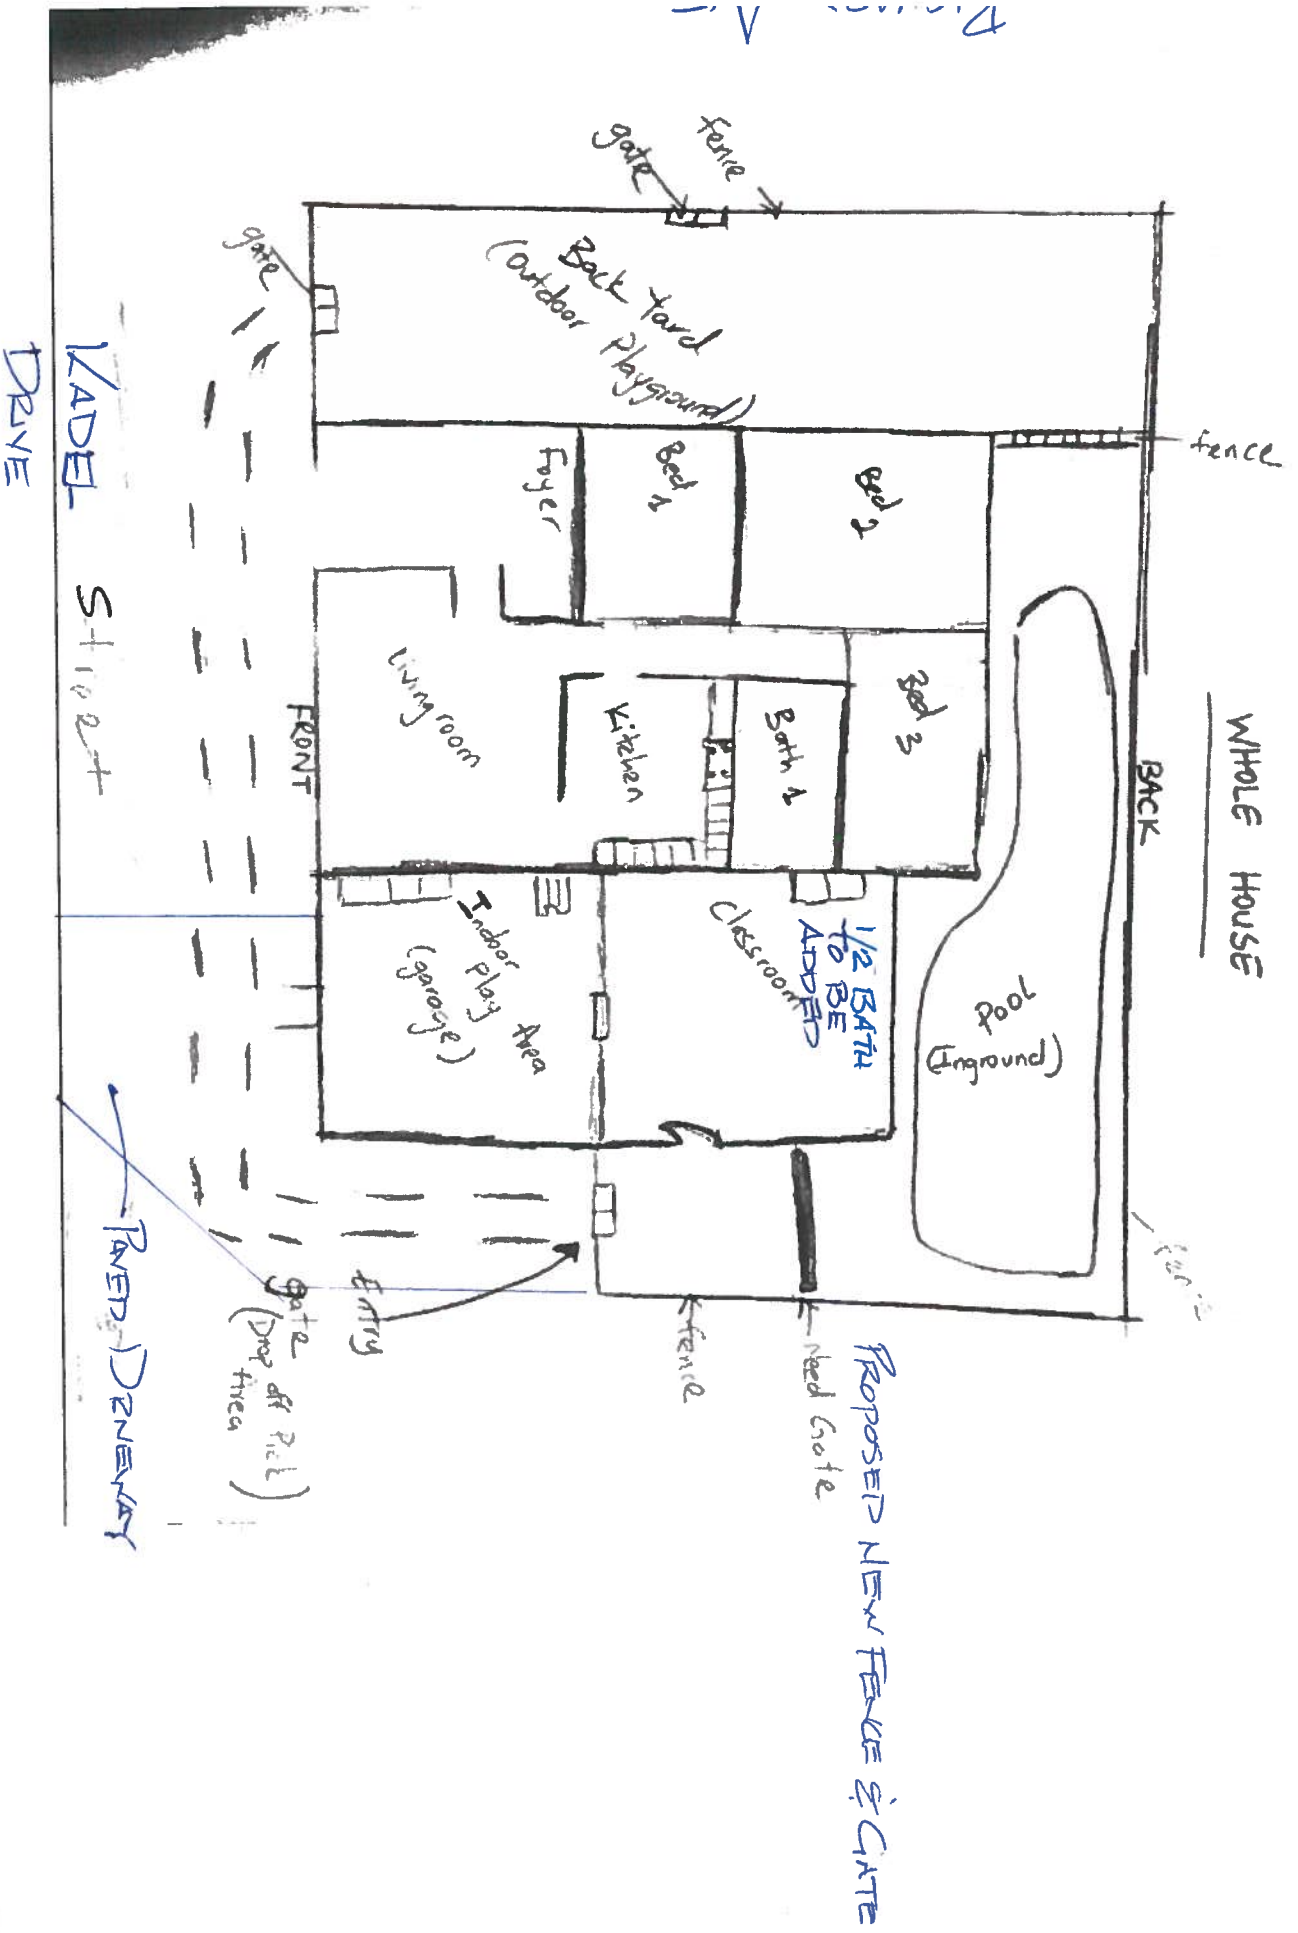 WHOLE HOUSE
BACK
fence
gate
fence
Back Yard
(Outdoor Playground)
gate
Foyer
Bed
1
Bed
2
Bed
3
Living room
Kitchen
Bath 1
FRONT
Pool
(Inground)
Classroom
1/2 BATH
TO BE
ADDED
Indoor
Play Area
(garage)
Entry
gate
(Drop off Pick
Area
fence
Need Gate
PROPOSED NEW FENCE & GATE
PAVED DRIVEWAY
KADEL Street
DRIVE